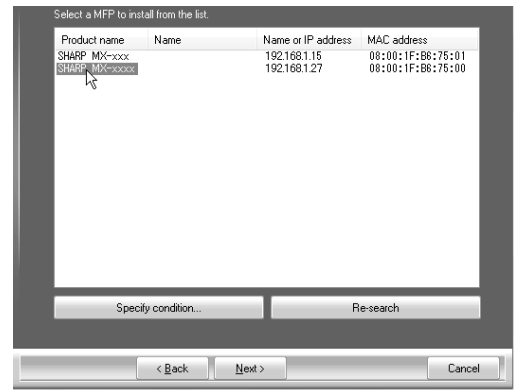 Select a MFP to install from the list.
Product name Name Name or IP address MAC address
SHARP MX-xxx 192.168.1.15 08:00:1F:B6:75:01
SHARP MX-xxxx 192.168.1.27 08:00:1F:B6:75:00
Specify condition... Re-search
< Back Next > Cancel